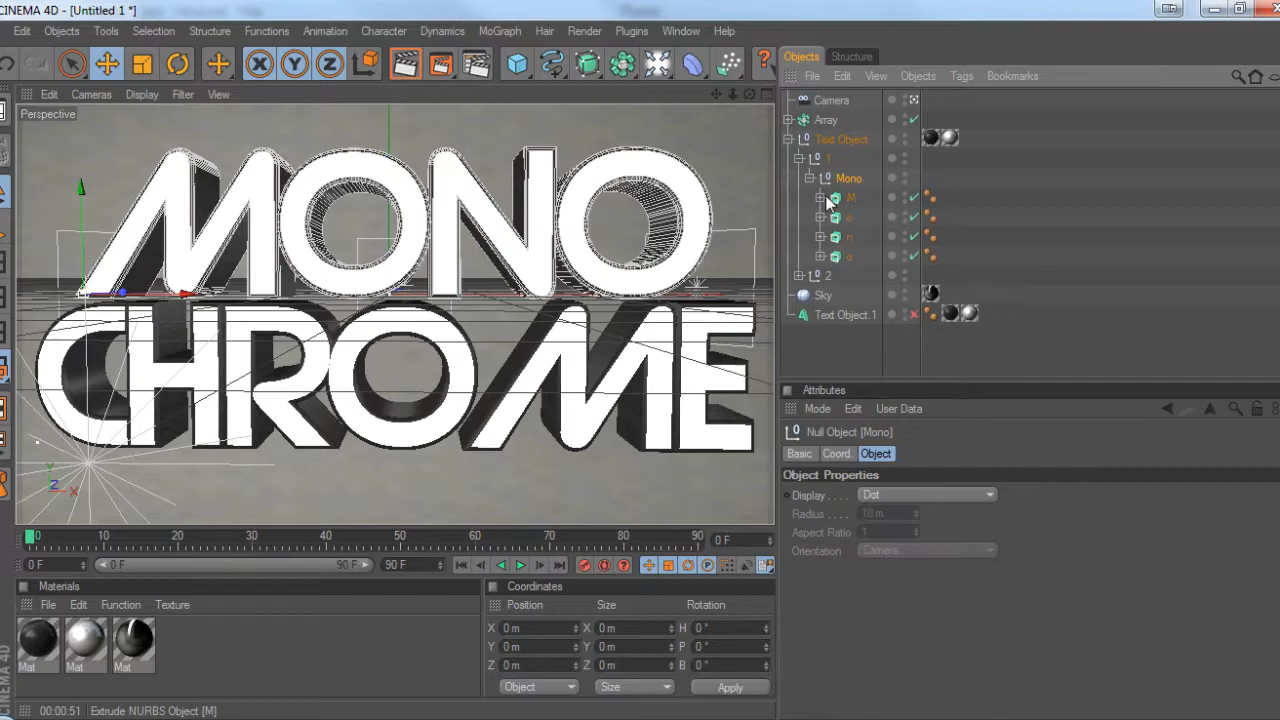 CINEMA 4D - [Untitled 1 *]
Edit Objects Tools Selection Structure Functions Animation Character Dynamics MoGraph Hair Render Plugins Window Help
X Y Z ?
Objects Structure
File Edit View Objects Tags Bookmarks
Edit Cameras Display Filter View
Perspective
MONO
CHROME
Y
Z X
Camera
Array
Text Object
1
Mono
M
o
n
o
2
Sky
Text Object.1
Attributes
Mode Edit User Data
Null Object [Mono]
Basic Coord. Object
Object Properties
Display . . . . Dot
Radius . . . . 10 m
Aspect Ratio 1
Orientation Camera
0 10 20 30 40 50 60 70 80 90 0 F
0 F 0 F 90 F 90 F
Materials
File Edit Function Texture
Mat Mat Mat
Coordinates
Position Size Rotation
X 0 m X 0 m H 0 °
Y 0 m Y 0 m P 0 °
Z 0 m Z 0 m B 0 °
Object Size Apply
CINEMA 4D
00:00:51 Extrude NURBS Object [M]